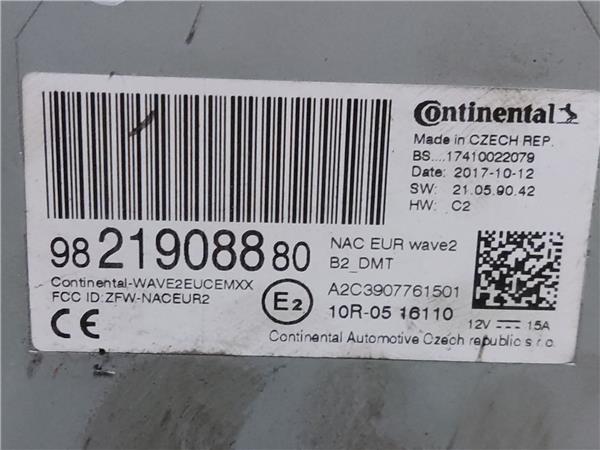 Continental
Made in CZECH REP.
BS....17410022079
Date: 2017-10-12
SW: 21.05.90.42
HW: C2
98 219088 80
NAC EUR wave2
B2_DMT
Continental-WAVE2EUCEMXX
FCC ID:ZFW-NACEUR2
A2C3907761501
CE
E2
10R-05 16110
12V ⎓ 15A
Continental Automotive Czech republic s.r.o.